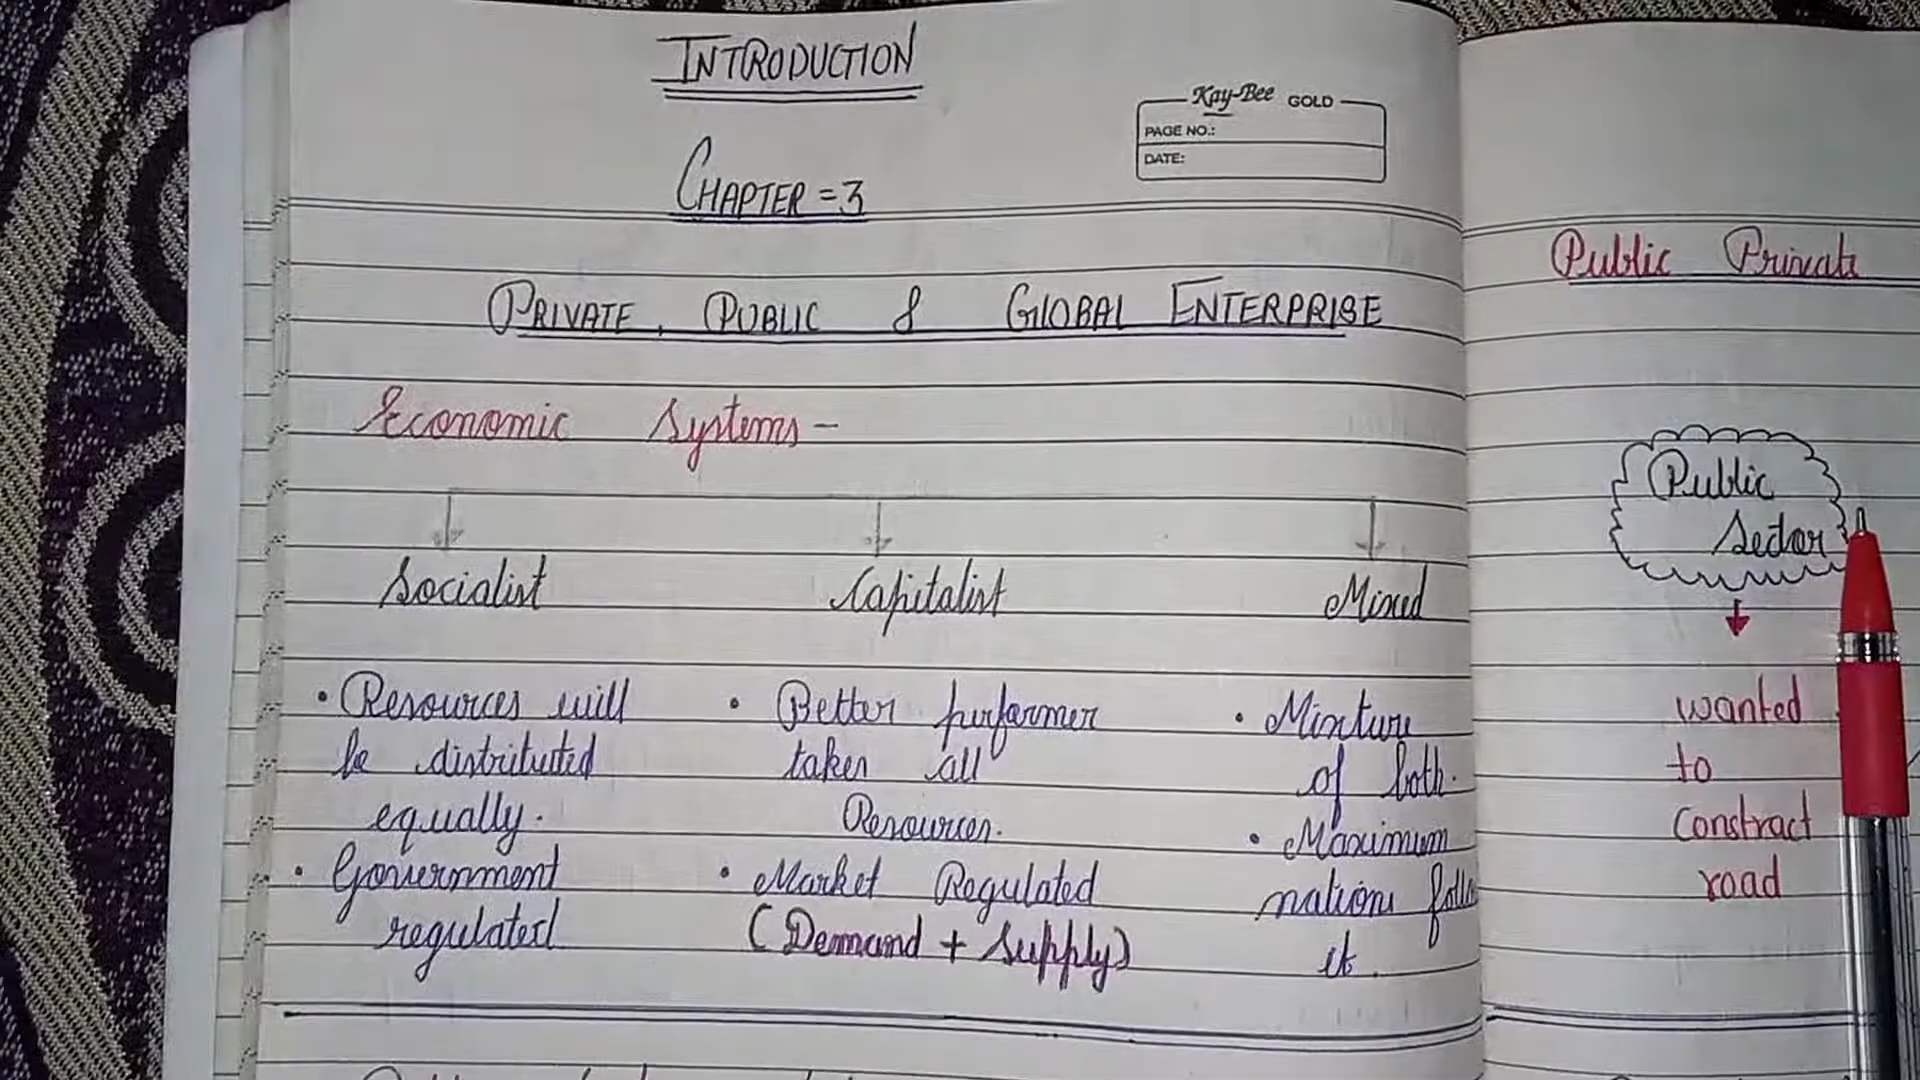 INTRODUCTION
Kay-Bee GOLD
PAGE NO.:
DATE:
CHAPTER = 3
PRIVATE, PUBLIC & GLOBAL ENTERPRISE
Economic Systems -
Socialist
• Resources will
be distributed
equally.
• Government
regulated
Capitalist
• Better performer
takes all
Resources.
• Market Regulated
(Demand + Supply)
Mixed
• Mixture
of both.
• Maximum
nations
it.
Public Private
Public
Sector
wanted
to
Constract
road